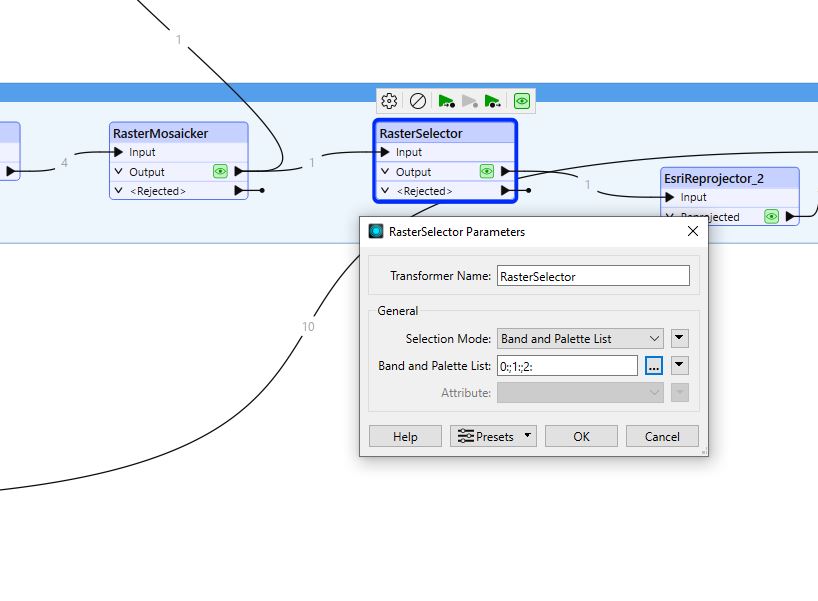 1
RasterMosaicker
Input
Output
<Rejected>
4
1
RasterSelector
Input
Output
<Rejected>
1
EsriReprojector_2
Input
Reprojected
10
RasterSelector Parameters
Transformer Name: RasterSelector
General
Selection Mode: Band and Palette List
Band and Palette List: 0:;1:;2: ...
Attribute:
Help Presets OK Cancel